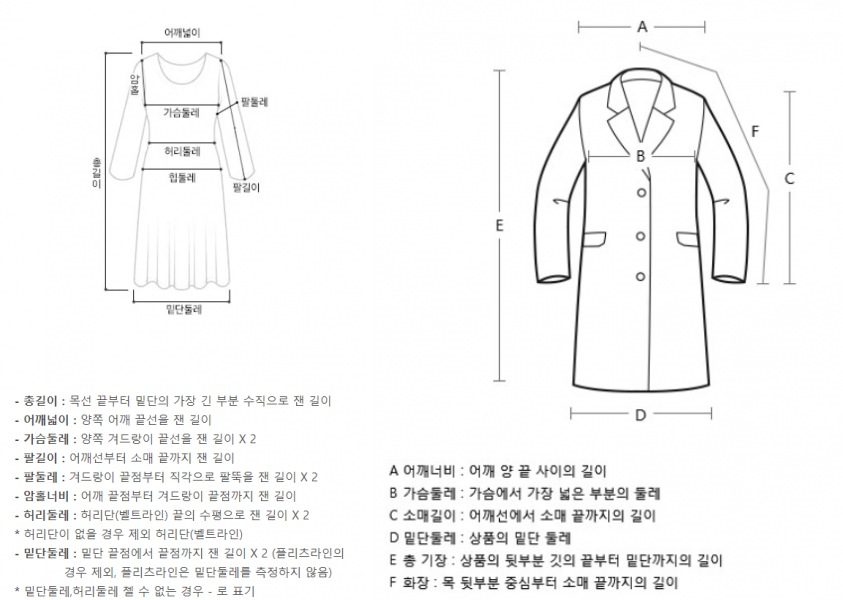 어깨넓이
암홀
팔둘레
가슴둘레
허리둘레
총길이
힙둘레
팔길이
밑단둘레
- 총길이 : 목선 끝부터 밑단의 가장 긴 부분 수직으로 잰 길이
- 어깨넓이 : 양쪽 어깨 끝선을 잰 길이
- 가슴둘레 : 양쪽 겨드랑이 끝선을 잰 길이 X 2
- 팔길이 : 어깨선부터 소매 끝까지 잰 길이
- 팔둘레 : 겨드랑이 끝점부터 직각으로 팔뚝을 잰 길이 X 2
- 암홀너비 : 어깨 끝점부터 겨드랑이 끝점까지 잰 길이
- 허리둘레 : 허리단(벨트라인) 끝의 수평으로 잰 길이 X 2
* 허리단이 없을 경우 제외 허리단(벨트라인)
- 밑단둘레 : 밑단 끝점에서 끝점까지 잰 길이 X 2 (플리츠라인의
경우 제외, 플리츠라인은 밑단둘레를 측정하지 않음)
* 밑단둘레,허리둘레 잴 수 없는 경우 - 로 표기
A
F
B
C
E
D
A 어깨너비 : 어깨 양 끝 사이의 길이
B 가슴둘레 : 가슴에서 가장 넓은 부분의 둘레
C 소매길이 : 어깨선에서 소매 끝까지의 길이
D 밑단둘레 : 상품의 밑단 둘레
E 총 기장 : 상품의 뒷부분 깃의 끝부터 밑단까지의 길이
F 화장 : 목 뒷부분 중심부터 소매 끝까지의 길이